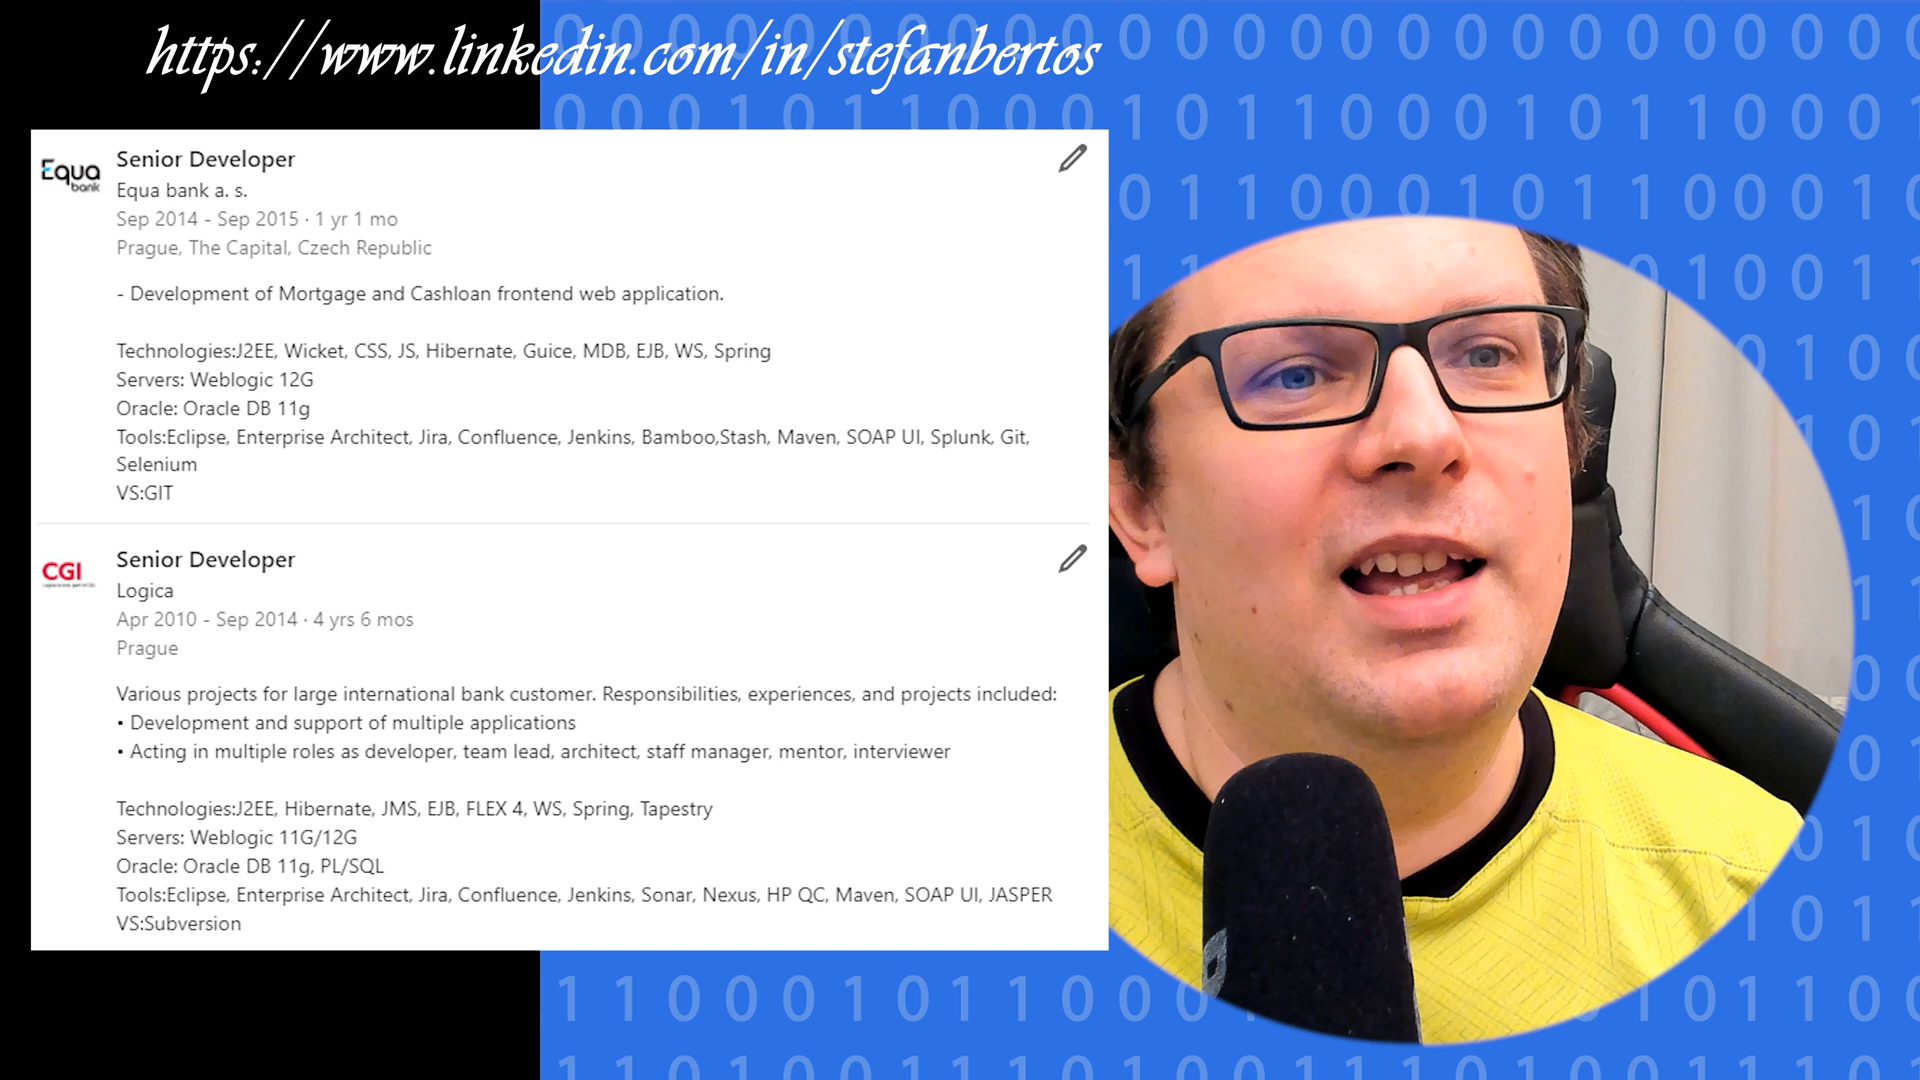 https://www.linkedin.com/in/stefanbertos
Equa
bank
Senior Developer
Equa bank a. s.
Sep 2014 - Sep 2015 · 1 yr 1 mo
Prague, The Capital, Czech Republic
- Development of Mortgage and Cashloan frontend web application.
Technologies:J2EE, Wicket, CSS, JS, Hibernate, Guice, MDB, EJB, WS, Spring
Servers: Weblogic 12G
Oracle: Oracle DB 11g
Tools:Eclipse, Enterprise Architect, Jira, Confluence, Jenkins, Bamboo,Stash, Maven, SOAP UI, Splunk, Git,
Selenium
VS:GIT
CGI
Senior Developer
Logica
Apr 2010 - Sep 2014 · 4 yrs 6 mos
Prague
Various projects for large international bank customer. Responsibilities, experiences, and projects included:
• Development and support of multiple applications
• Acting in multiple roles as developer, team lead, architect, staff manager, mentor, interviewer
Technologies:J2EE, Hibernate, JMS, EJB, FLEX 4, WS, Spring, Tapestry
Servers: Weblogic 11G/12G
Oracle: Oracle DB 11g, PL/SQL
Tools:Eclipse, Enterprise Architect, Jira, Confluence, Jenkins, Sonar, Nexus, HP QC, Maven, SOAP UI, JASPER
VS:Subversion